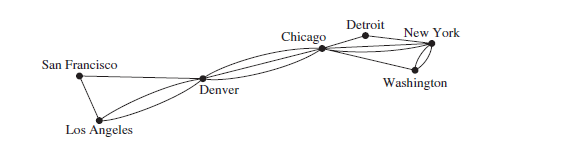 Detroit
New York
Chicago
San Francisco
Washington
Denver
Los Angeles